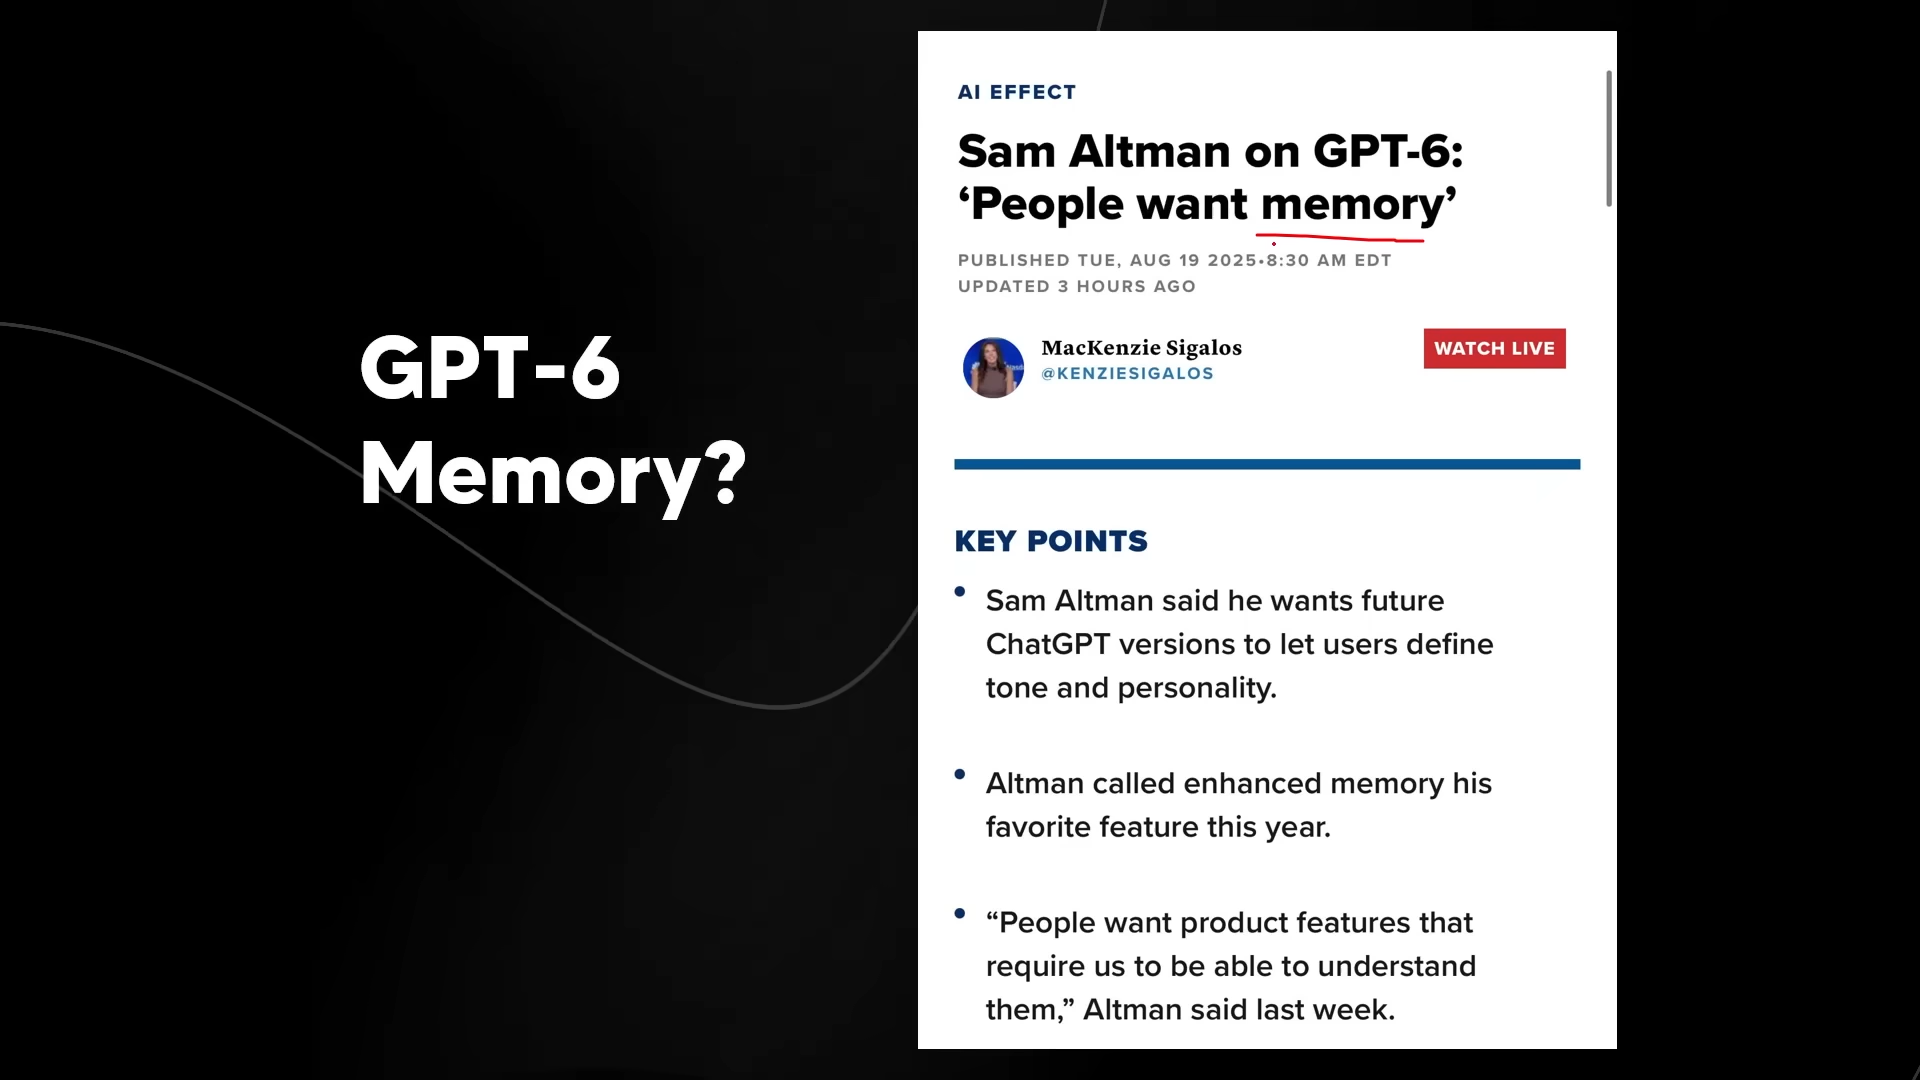 GPT-6
Memory?
AI EFFECT
Sam Altman on GPT-6:
‘People want memory’
PUBLISHED TUE, AUG 19 2025•8:30 AM EDT
UPDATED 3 HOURS AGO
MacKenzie Sigalos
@KENZIESIGALOS
WATCH LIVE
KEY POINTS
• Sam Altman said he wants future
ChatGPT versions to let users define
tone and personality.
• Altman called enhanced memory his
favorite feature this year.
• “People want product features that
require us to be able to understand
them,” Altman said last week.